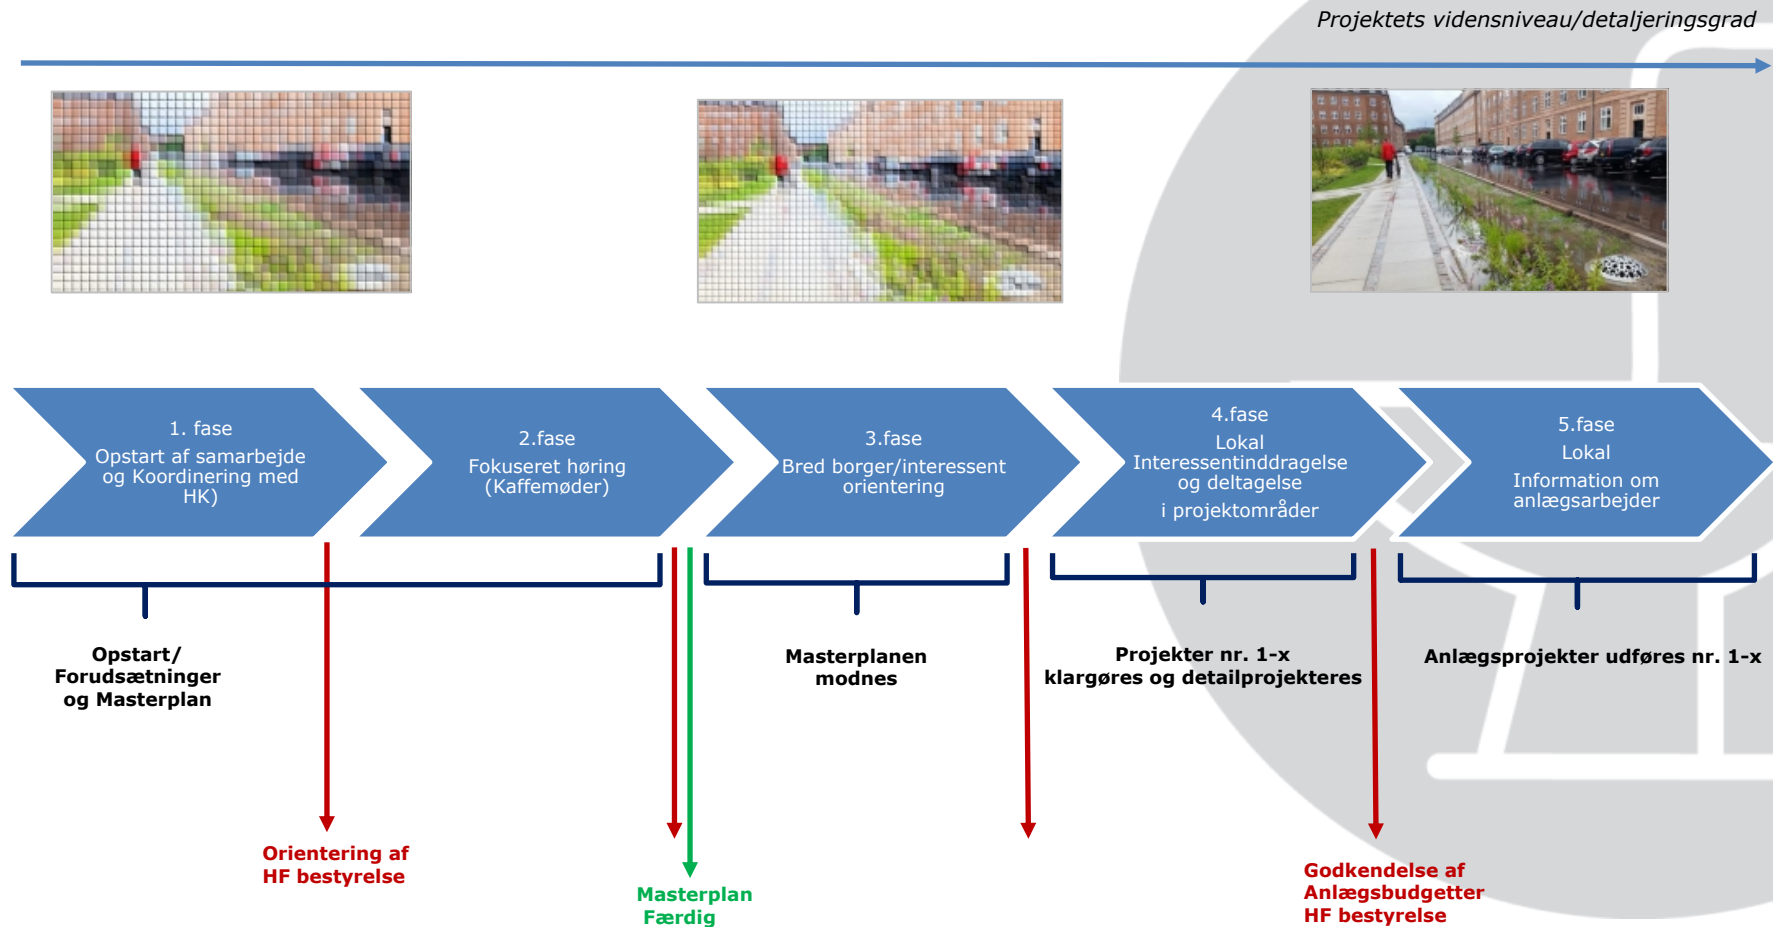 Projektets vidensniveau/detaljeringsgrad
1. fase
Opstart af samarbejde
og Koordinering med
HK)
2.fase
Fokuseret høring
(Kaffemøder)
3.fase
Bred borger/interessent
orientering
4.fase
Lokal
Interessentinddragelse
og deltagelse
i projektområder
5.fase
Lokal
Information om
anlægsarbejder
Opstart/
Forudsætninger
og Masterplan
Masterplanen
modnes
Projekter nr. 1-x
klargøres og detailprojekteres
Anlægsprojekter udføres nr. 1-x
Orientering af
HF bestyrelse
Masterplan
Færdig
Godkendelse af
Anlægsbudgetter
HF bestyrelse